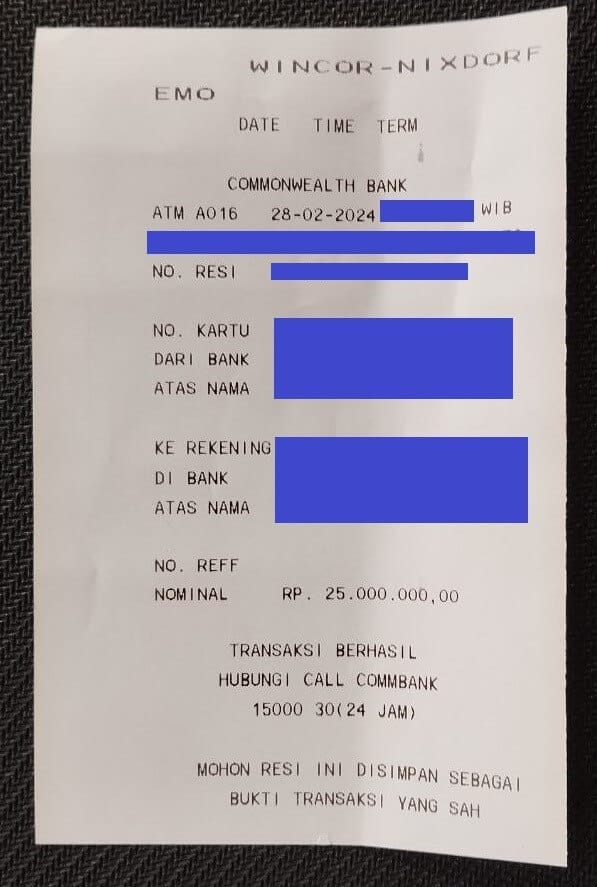 WINCOR-NIXDORF
EMO
DATE TIME TERM
COMMONWEALTH BANK
ATM A016 28-02-2024 WIB
NO. RESI
NO. KARTU
DARI BANK
ATAS NAMA
KE REKENING
DI BANK
ATAS NAMA
NO. REFF
NOMINAL RP. 25.000.000,00
TRANSAKSI BERHASIL
HUBUNGI CALL COMMBANK
15000 30(24 JAM)
MOHON RESI INI DISIMPAN SEBAGAI
BUKTI TRANSAKSI YANG SAH